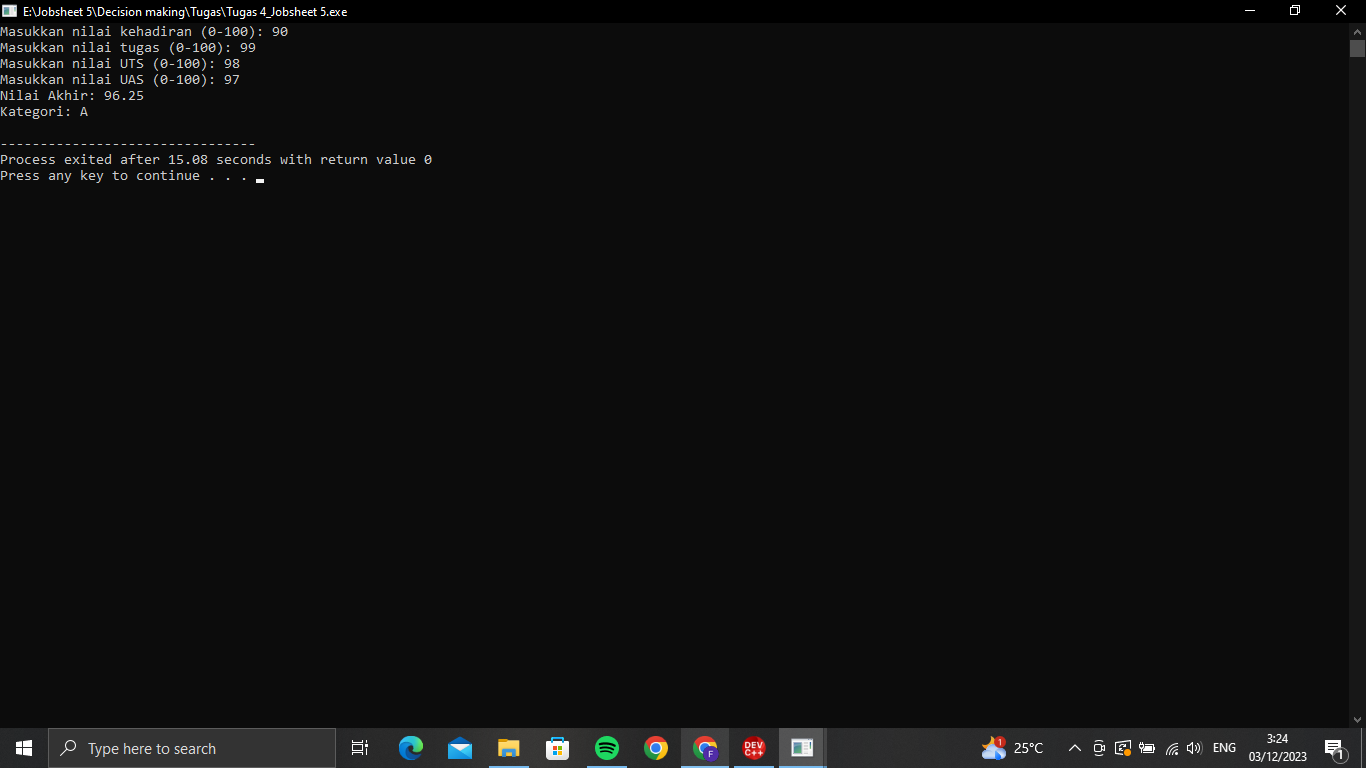 E:\Jobsheet 5\Decision making\Tugas\Tugas 4_Jobsheet 5.exe
Masukkan nilai kehadiran (0-100): 90
Masukkan nilai tugas (0-100): 99
Masukkan nilai UTS (0-100): 98
Masukkan nilai UAS (0-100): 97
Nilai Akhir: 96.25
Kategori: A
--------------------------------
Process exited after 15.08 seconds with return value 0
Press any key to continue . . .
Type here to search
F
DEV
C++
1
25°C
ENG
3:24
03/12/2023
1